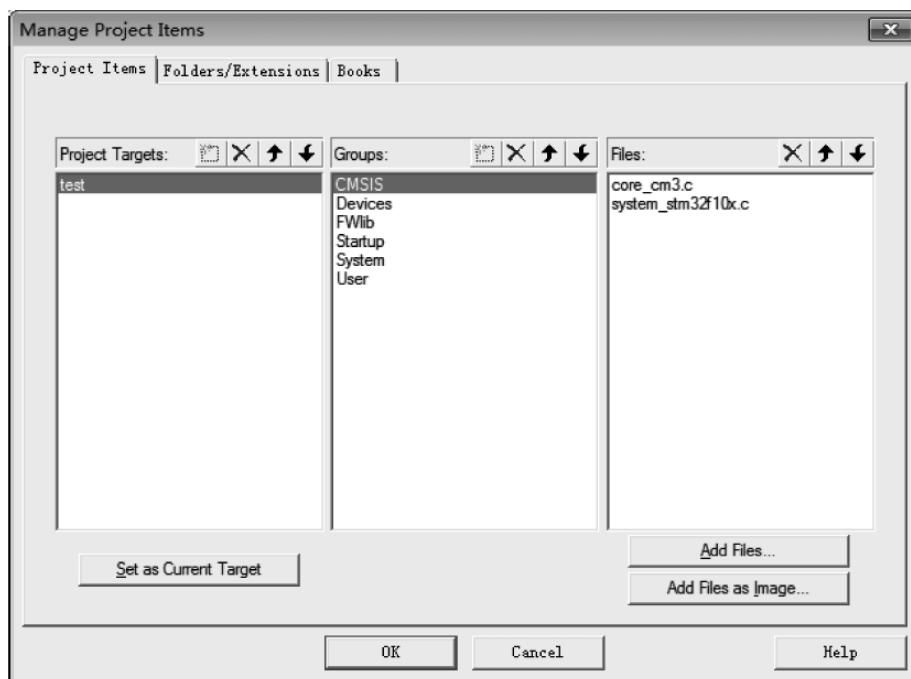 Manage Project Items
Project Items Folders/Extensions Books
Project Targets: Groups: Files:
test CMSIS core_cm3.c
Devices system_stm32f10x.c
FWlib
Startup
System
User
Set as Current Target
Add Files...
Add Files as Image...
OK Cancel Help